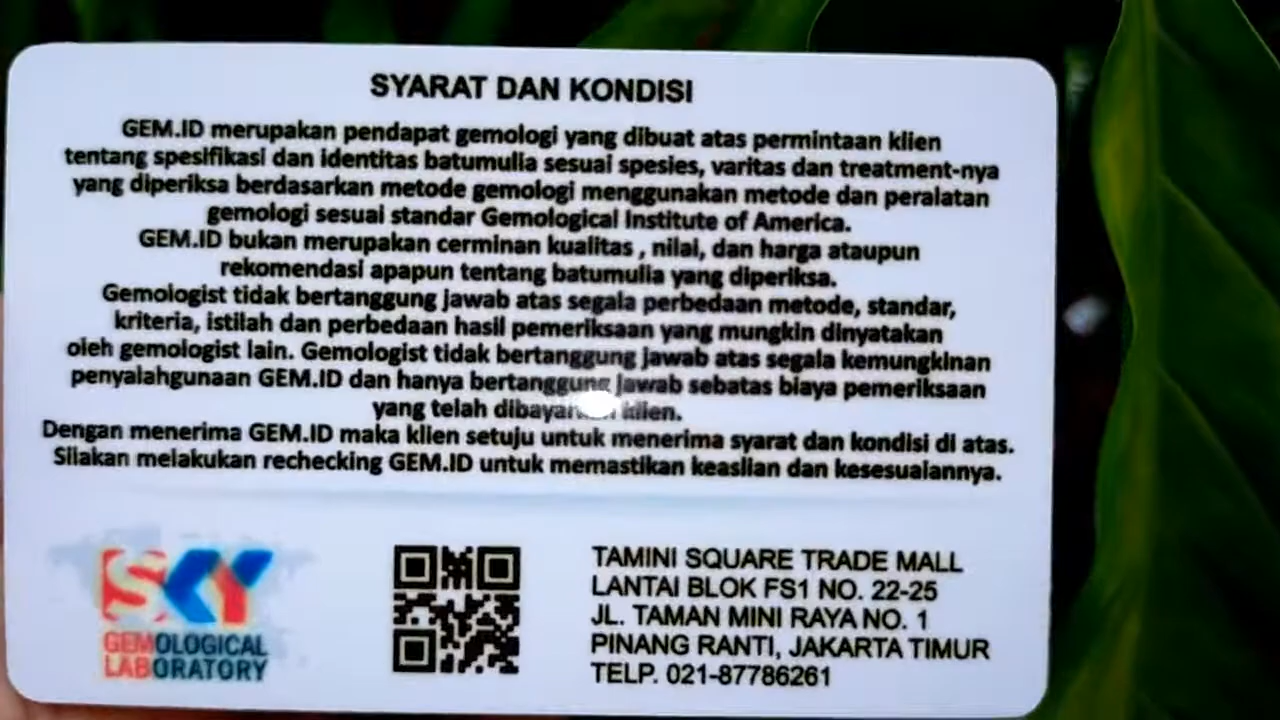 SYARAT DAN KONDISI
GEM.ID merupakan pendapat gemologi yang dibuat atas permintaan klien
tentang spesifikasi dan identitas batumulia sesuai spesies, varitas dan treatment-nya
yang diperiksa berdasarkan metode gemologi menggunakan metode dan peralatan
gemologi sesuai standar Gemological Institute of America.
GEM.ID bukan merupakan cerminan kualitas , nilai, dan harga ataupun
rekomendasi apapun tentang batumulia yang diperiksa.
Gemologist tidak bertanggung jawab atas segala perbedaan metode, standar,
kriteria, istilah dan perbedaan hasil pemeriksaan yang mungkin dinyatakan
oleh gemologist lain. Gemologist tidak bertanggung jawab atas segala kemungkinan
penyalahgunaan GEM.ID dan hanya bertanggung jawab sebatas biaya pemeriksaan
yang telah klien.
Dengan menerima GEM.ID maka klien setuju untuk menerima syarat dan kondisi di atas.
Silakan melakukan rechecking GEM.ID untuk memastikan keaslian dan kesesuaiannya.
SKY
GEMOLOGICAL
LABORATORY
TAMINI SQUARE TRADE MALL
LANTAI BLOK FS1 NO. 22-25
JL. TAMAN MINI RAYA NO. 1
PINANG RANTI, JAKARTA TIMUR
TELP. 021-87786261